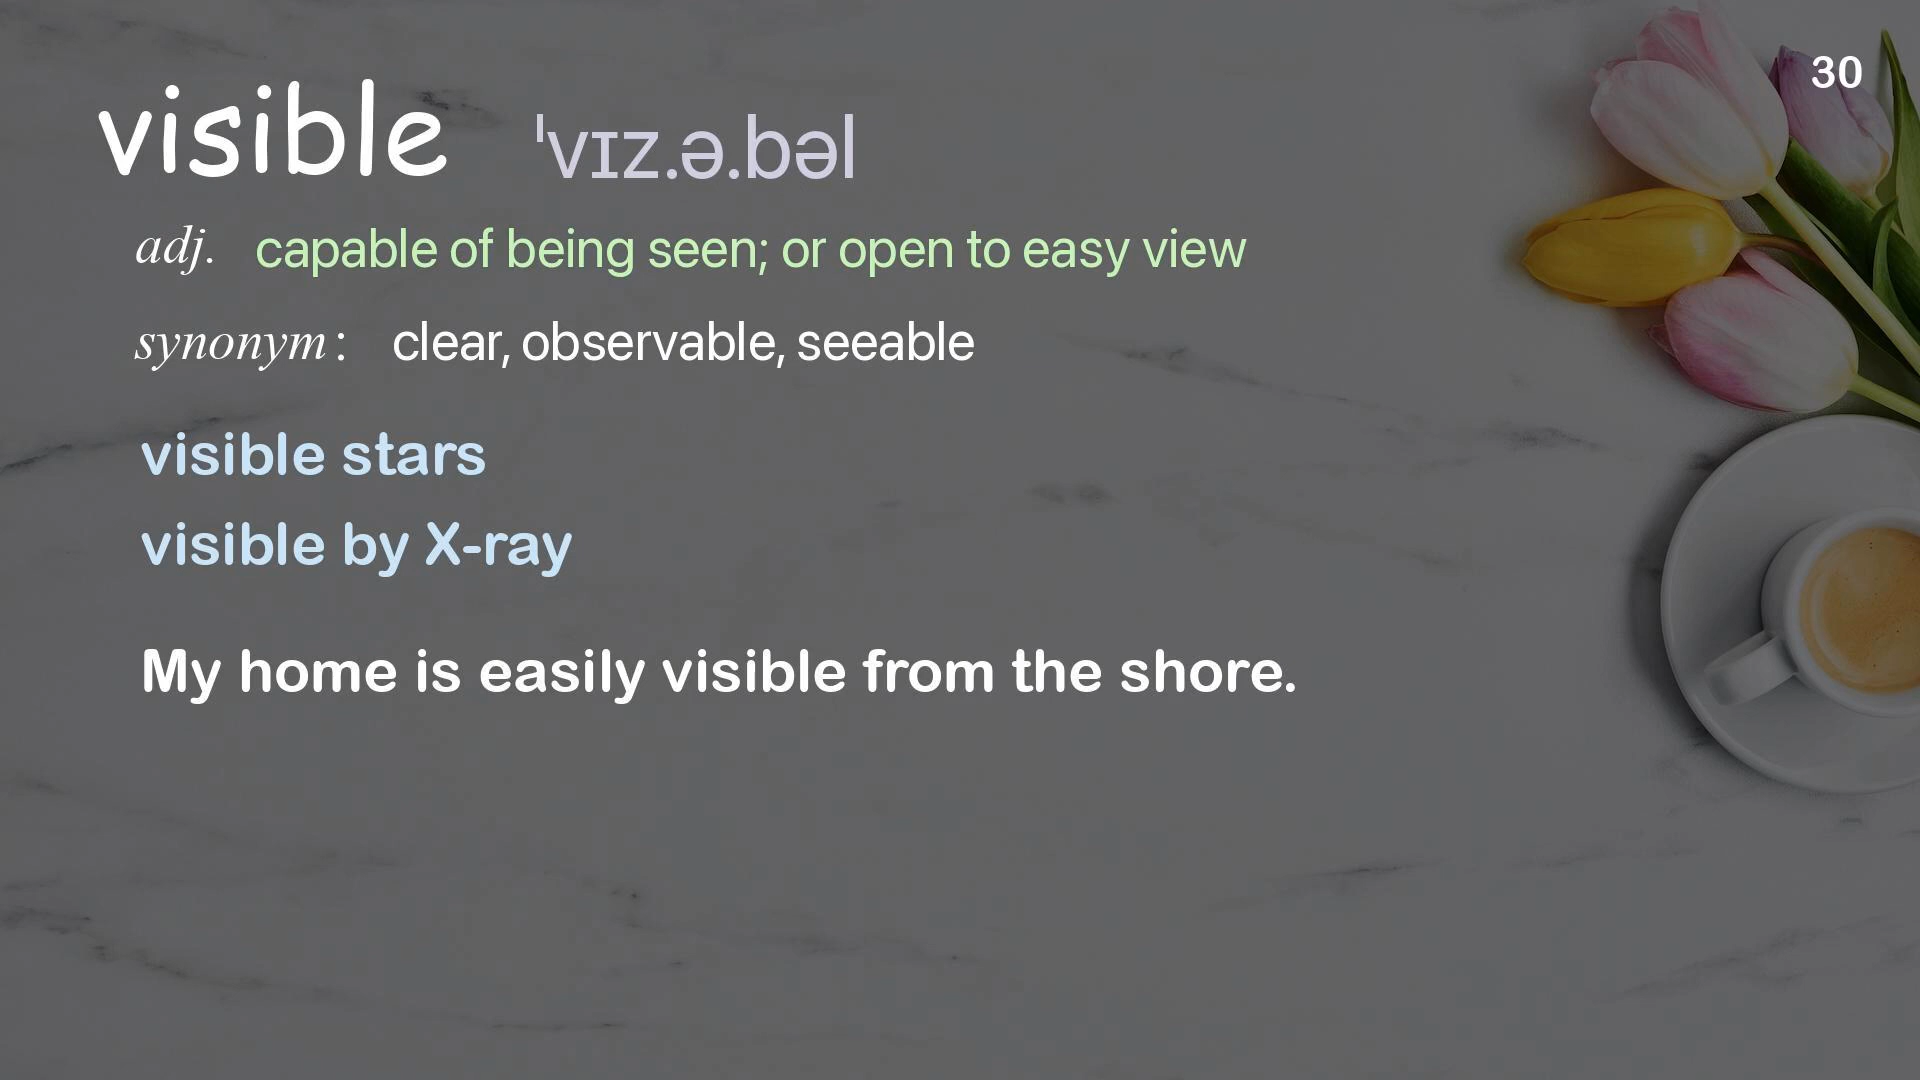 30
visible ˈvɪz.ə.bəl
adj. capable of being seen; or open to easy view
synonym: clear, observable, seeable
visible stars
visible by X-ray
My home is easily visible from the shore.